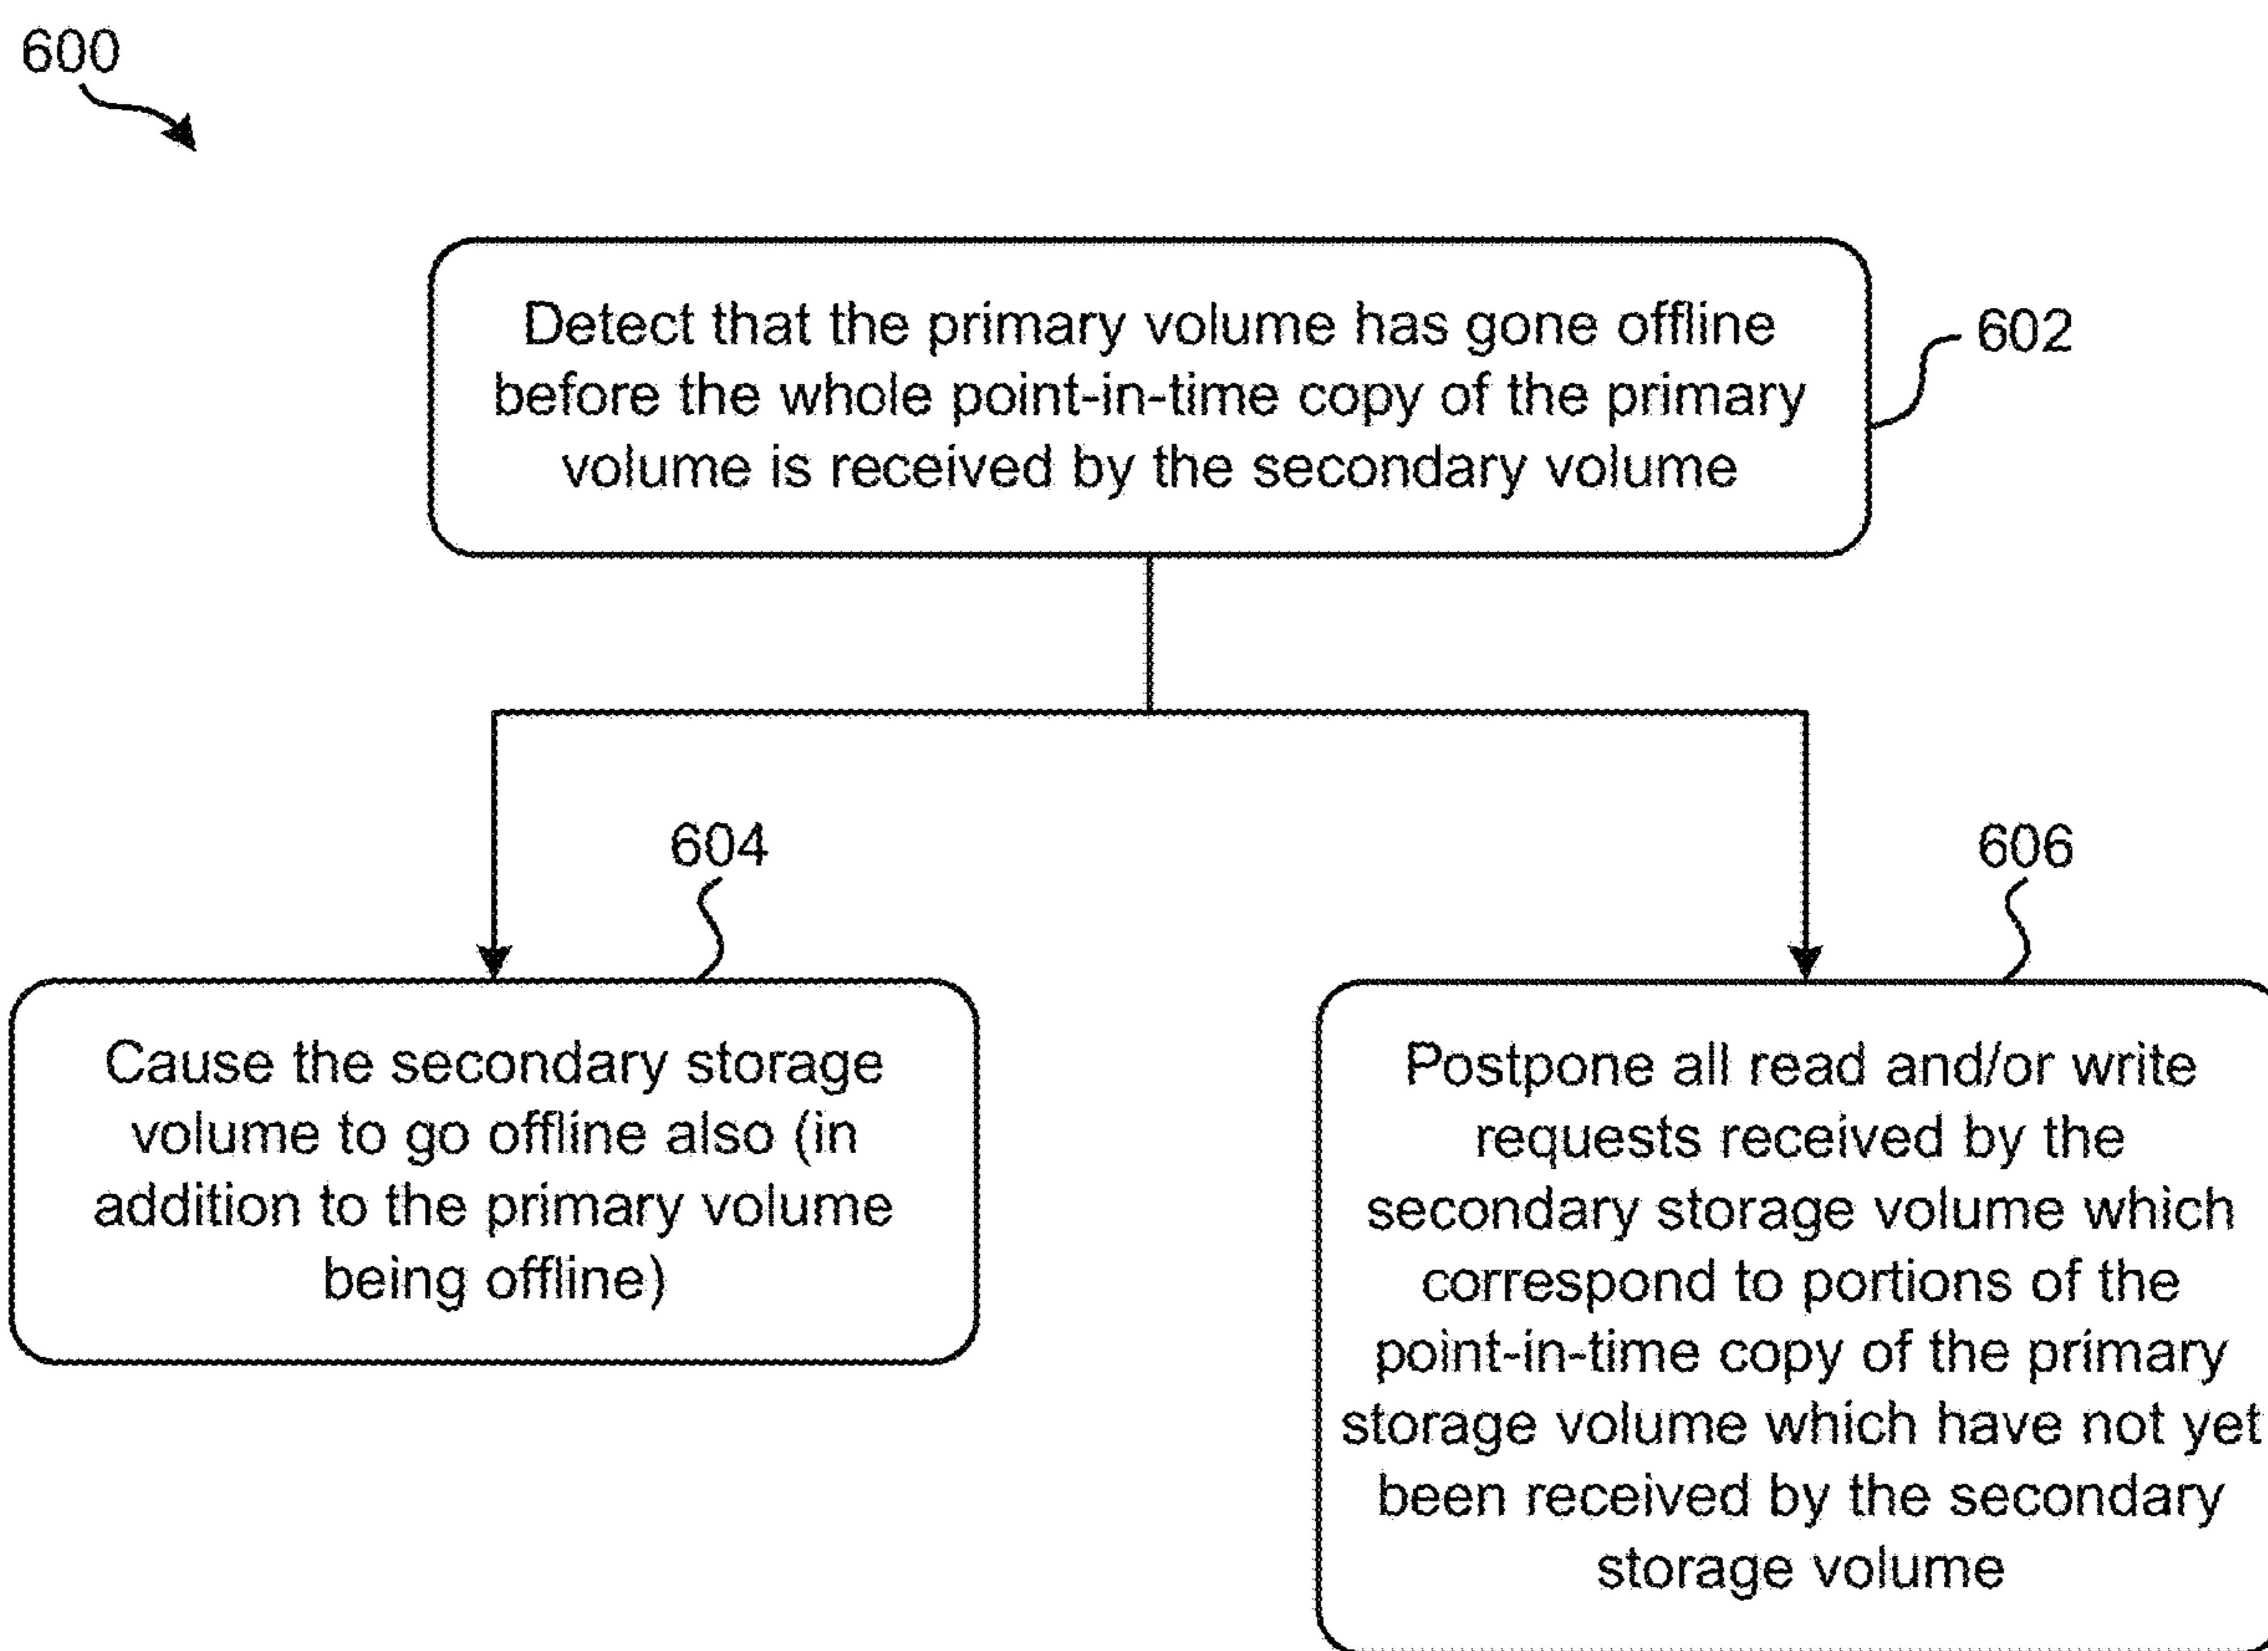 600
Detect that the primary volume has gone offline
before the whole point-in-time copy of the primary
volume is received by the secondary volume
602
604
Cause the secondary storage
volume to go offline also (in
addition to the primary volume
being offline)
606
Postpone all read and/or write
requests received by the
secondary storage volume which
correspond to portions of the
point-in-time copy of the primary
storage volume which have not yet
been received by the secondary
storage volume